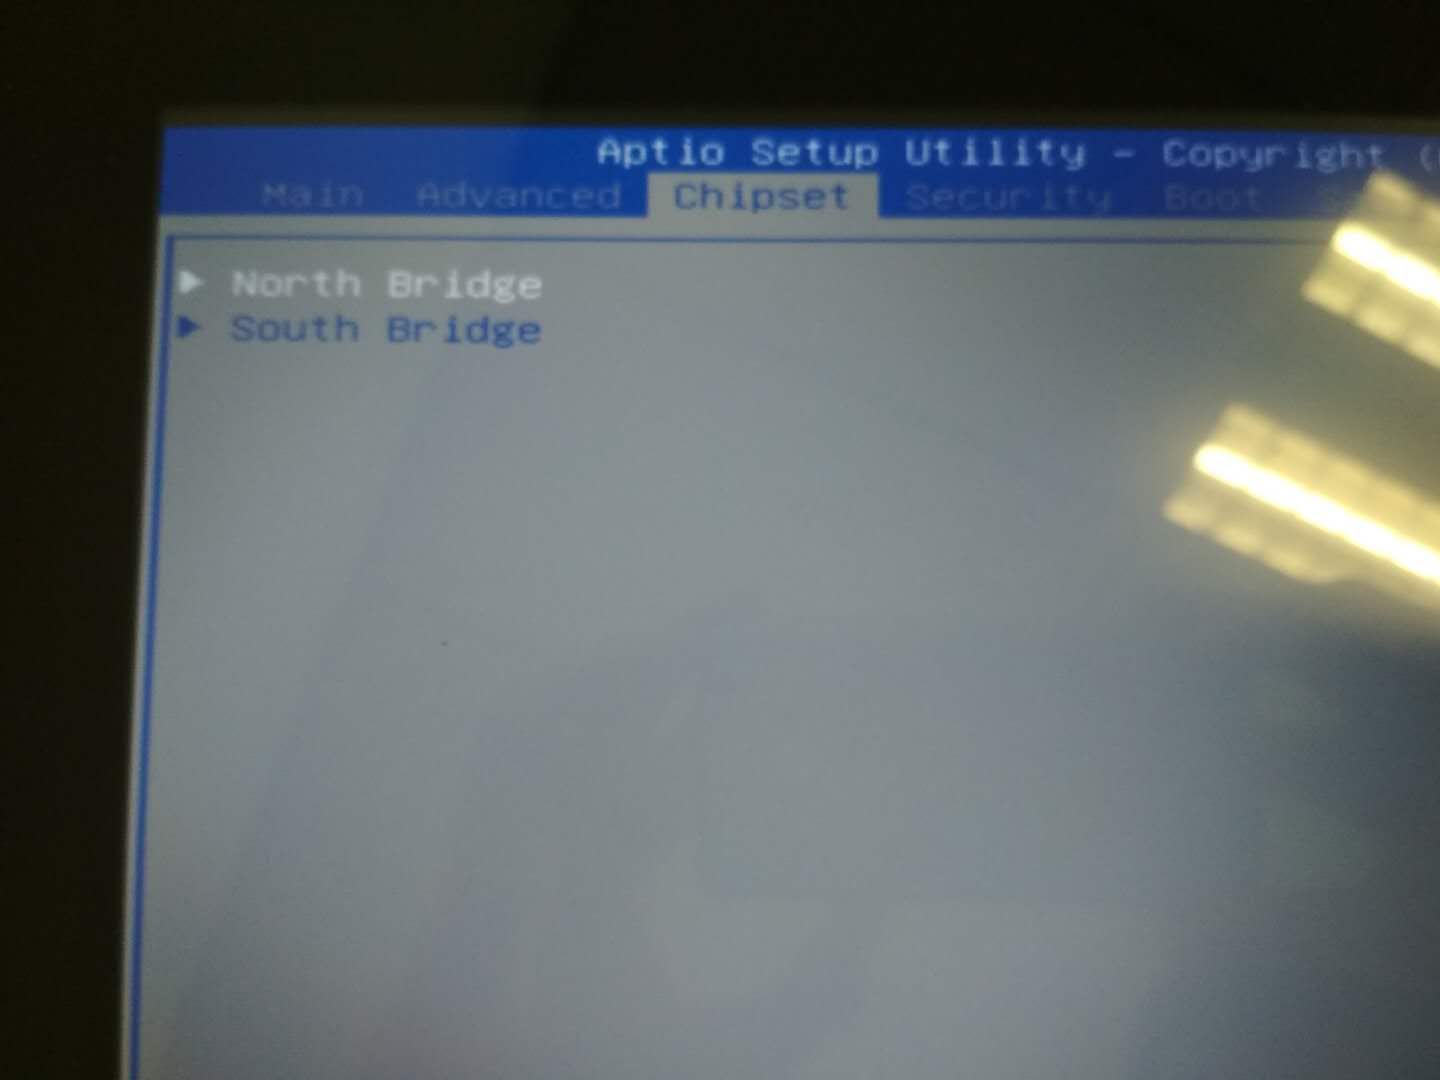 Aptio Setup Utility - Copyright (
Main Advanced Chipset Security Boot
North Bridge
South Bridge